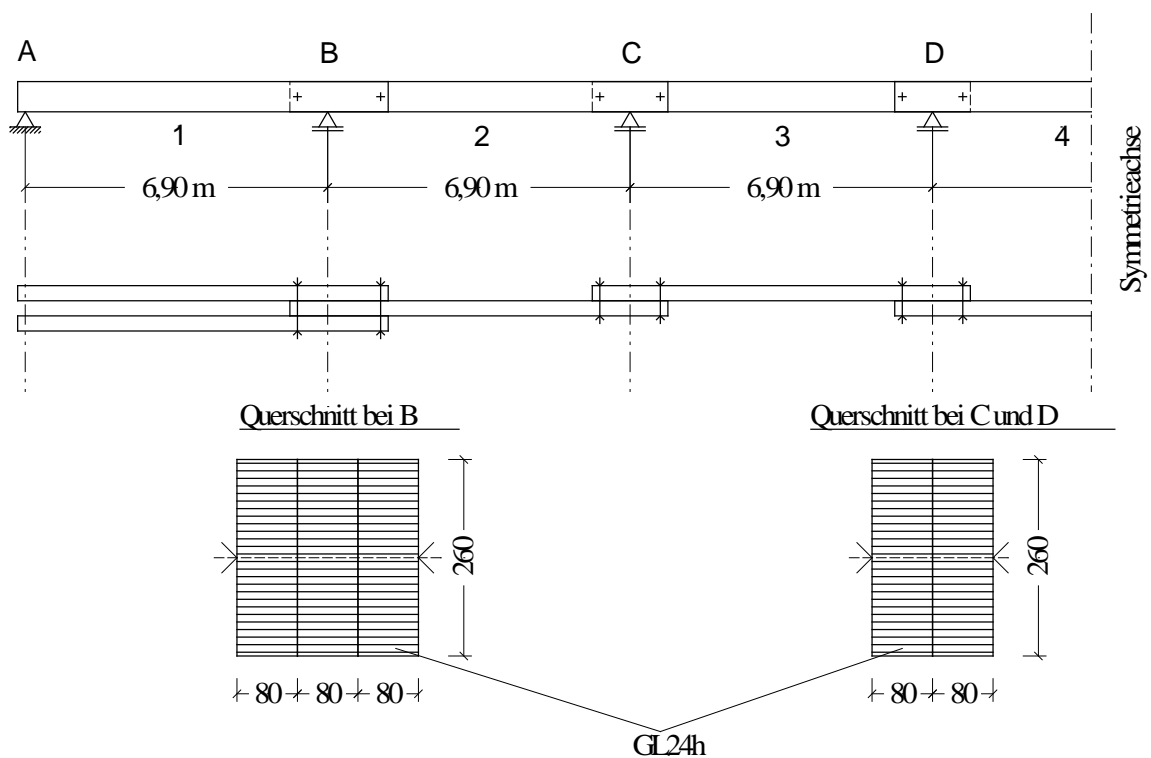 A B C D
1 2 3 4
6,90 m 6,90 m 6,90 m
Symmetrieachse
Querschnitt bei B Querschnitt bei C und D
260 260
80 80 80 80 80
GL24h